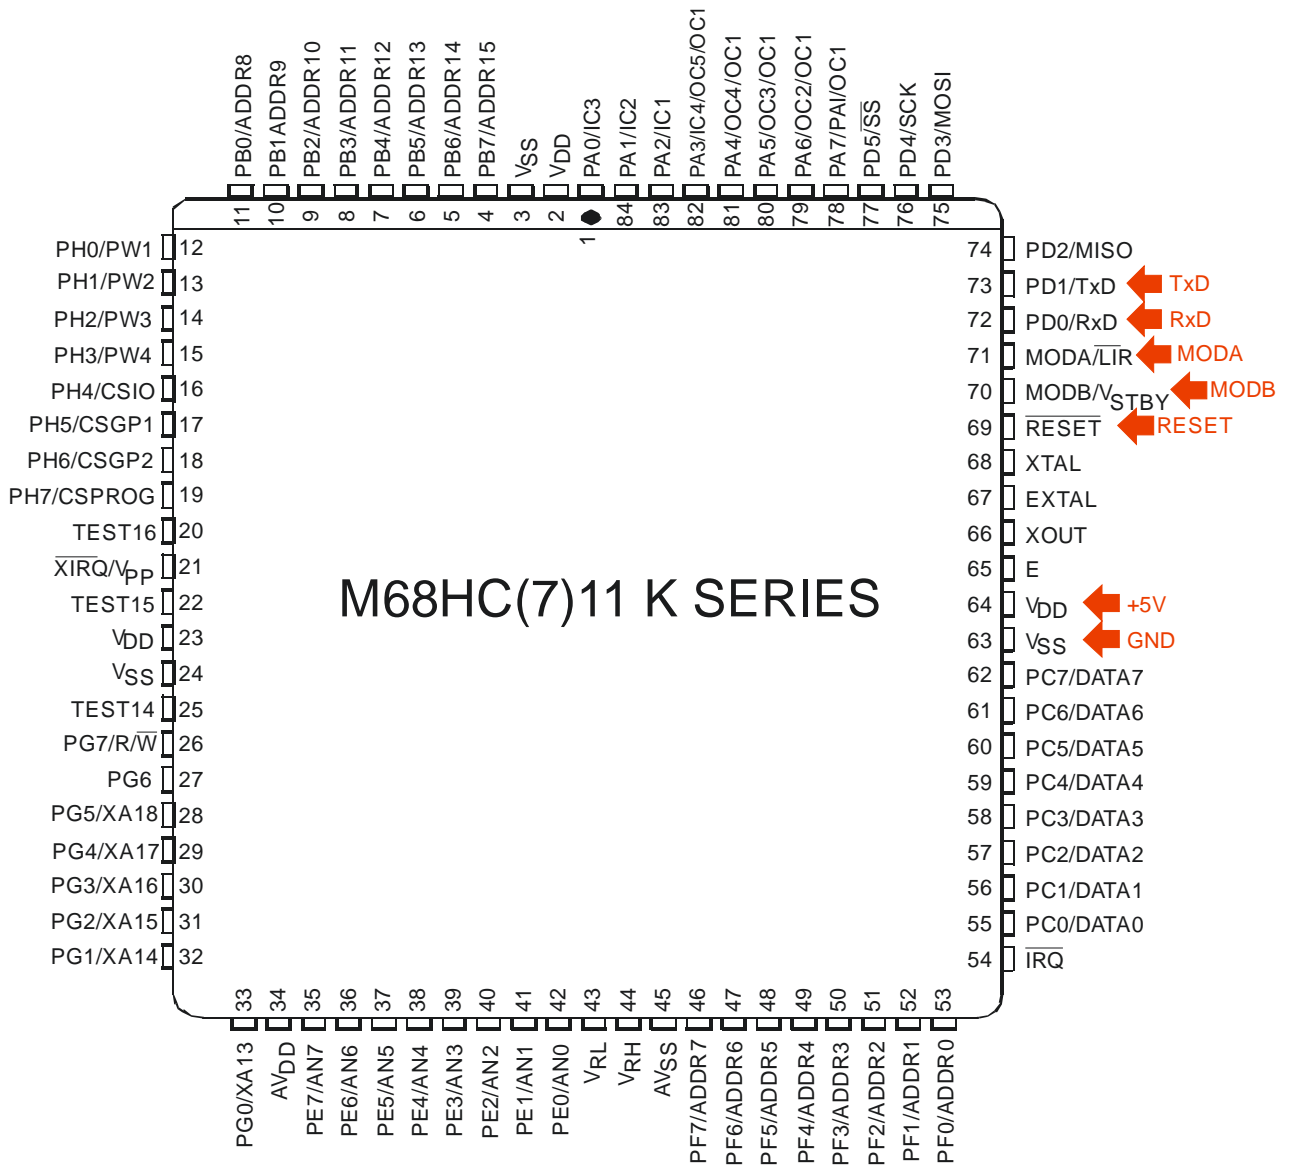 PB0/ADDR8
PB1ADDR9
PB2/ADDR10
PB3/ADDR11
PB4/ADDR12
PB5/ADDR13
PB6/ADDR14
PB7/ADDR15
VSS
VDD
PA0/IC3
PA1/IC2
PA2/IC1
PA3/IC4/OC5/OC1
PA4/OC4/OC1
PA5/OC3/OC1
PA6/OC2/OC1
PA7/PAI/OC1
PD5/SS
PD4/SCK
PD3/MOSI
11 10 9 8 7 6 5 4 3 2 1 84 83 82 81 80 79 78 77 76 75
PH0/PW1 12
PH1/PW2 13
PH2/PW3 14
PH3/PW4 15
PH4/CSIO 16
PH5/CSGP1 17
PH6/CSGP2 18
PH7/CSPROG 19
TEST16 20
XIRQ/VPP 21
TEST15 22
VDD 23
VSS 24
TEST14 25
PG7/R/W 26
PG6 27
PG5/XA18 28
PG4/XA17 29
PG3/XA16 30
PG2/XA15 31
PG1/XA14 32
M68HC(7)11 K SERIES
74 PD2/MISO
73 PD1/TxD TxD
72 PD0/RxD RxD
71 MODA/LIR MODA
70 MODB/VSTBY MODB
69 RESET RESET
68 XTAL
67 EXTAL
66 XOUT
65 E
64 VDD +5V
63 VSS GND
62 PC7/DATA7
61 PC6/DATA6
60 PC5/DATA5
59 PC4/DATA4
58 PC3/DATA3
57 PC2/DATA2
56 PC1/DATA1
55 PC0/DATA0
54 IRQ
33 34 35 36 37 38 39 40 41 42 43 44 45 46 47 48 49 50 51 52 53
PG0/XA13
AVDD
PE7/AN7
PE6/AN6
PE5/AN5
PE4/AN4
PE3/AN3
PE2/AN2
PE1/AN1
PE0/AN0
VRL
VRH
AVSS
PF7/ADDR7
PF6/ADDR6
PF5/ADDR5
PF4/ADDR4
PF3/ADDR3
PF2/ADDR2
PF1/ADDR1
PF0/ADDR0